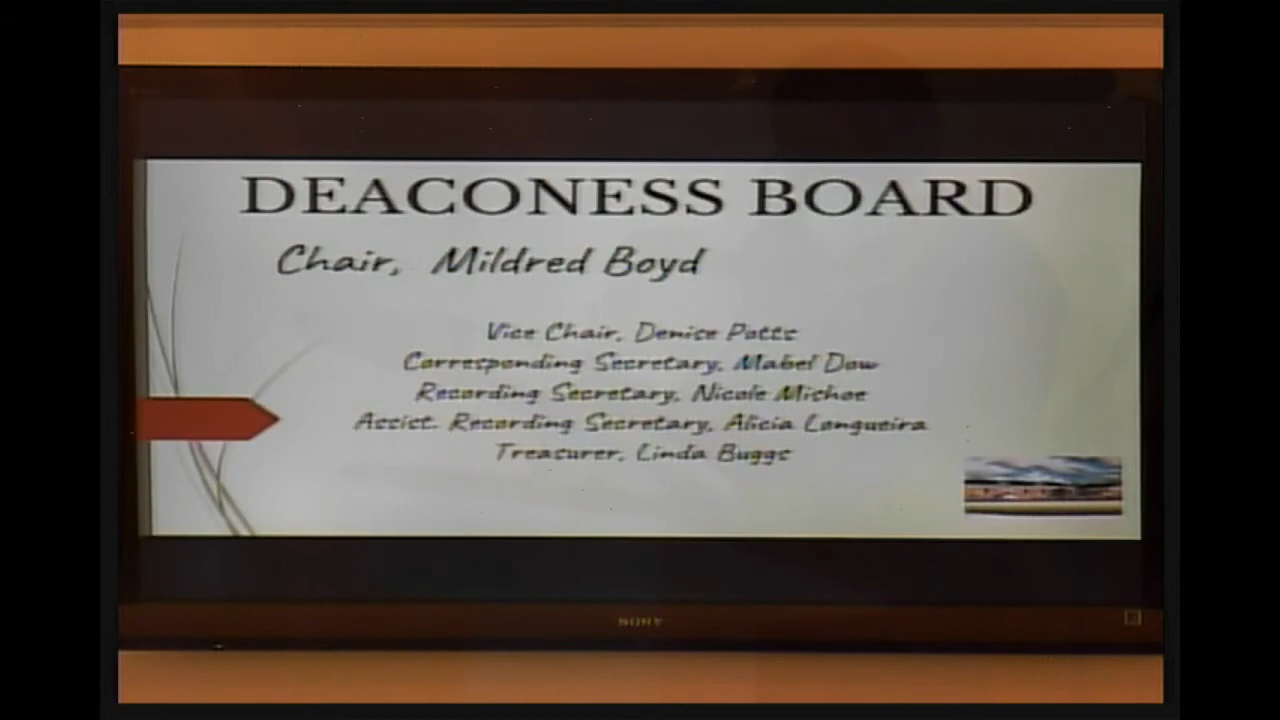 DEACONESS BOARD
Chair, Mildred Boyd
Vice Chair, Denise Potts
Corresponding Secretary, Mabel Dow
Recording Secretary, Nicole Mishoe
Assist. Recording Secretary, Alicia Longueira
Treasurer, Linda Buggs
SONY